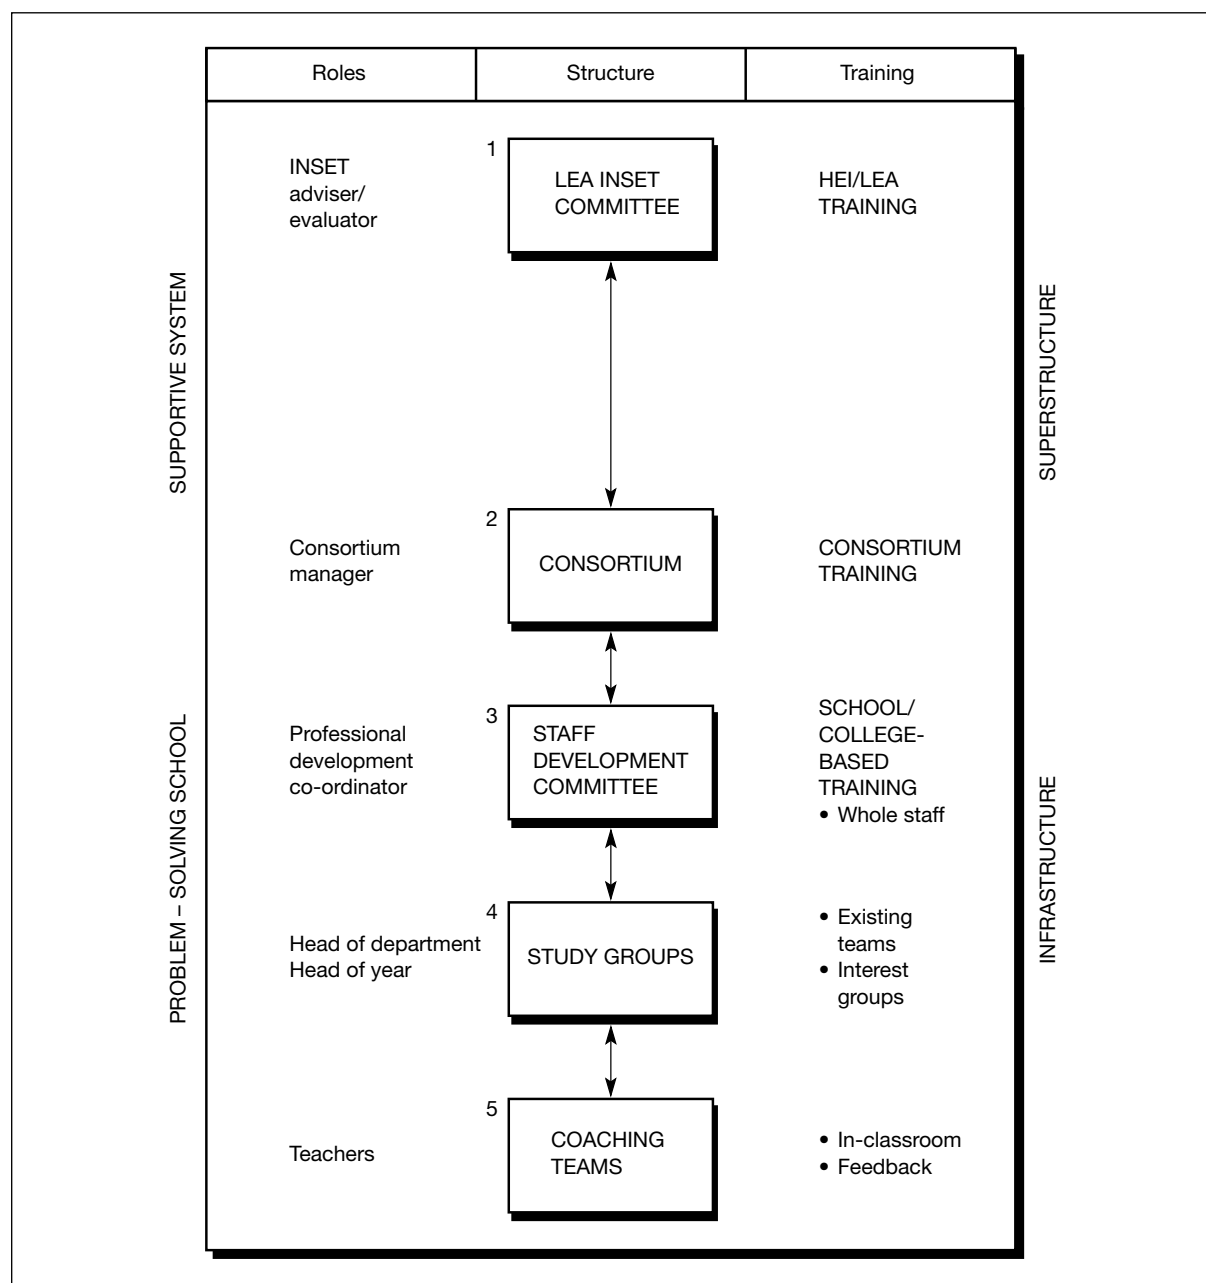 Roles
Structure
Training
INSET
adviser/
evaluator
1
LEA INSET
COMMITTEE
HEI/LEA
TRAINING
SUPPORTIVE SYSTEM
SUPERSTRUCTURE
Consortium
manager
2
CONSORTIUM
CONSORTIUM
TRAINING
Professional
development
co-ordinator
3
STAFF
DEVELOPMENT
COMMITTEE
SCHOOL/
COLLEGE-
BASED
TRAINING
• Whole staff
PROBLEM – SOLVING SCHOOL
INFRASTRUCTURE
Head of department
Head of year
4
STUDY GROUPS
• Existing
teams
• Interest
groups
Teachers
5
COACHING
TEAMS
• In-classroom
• Feedback